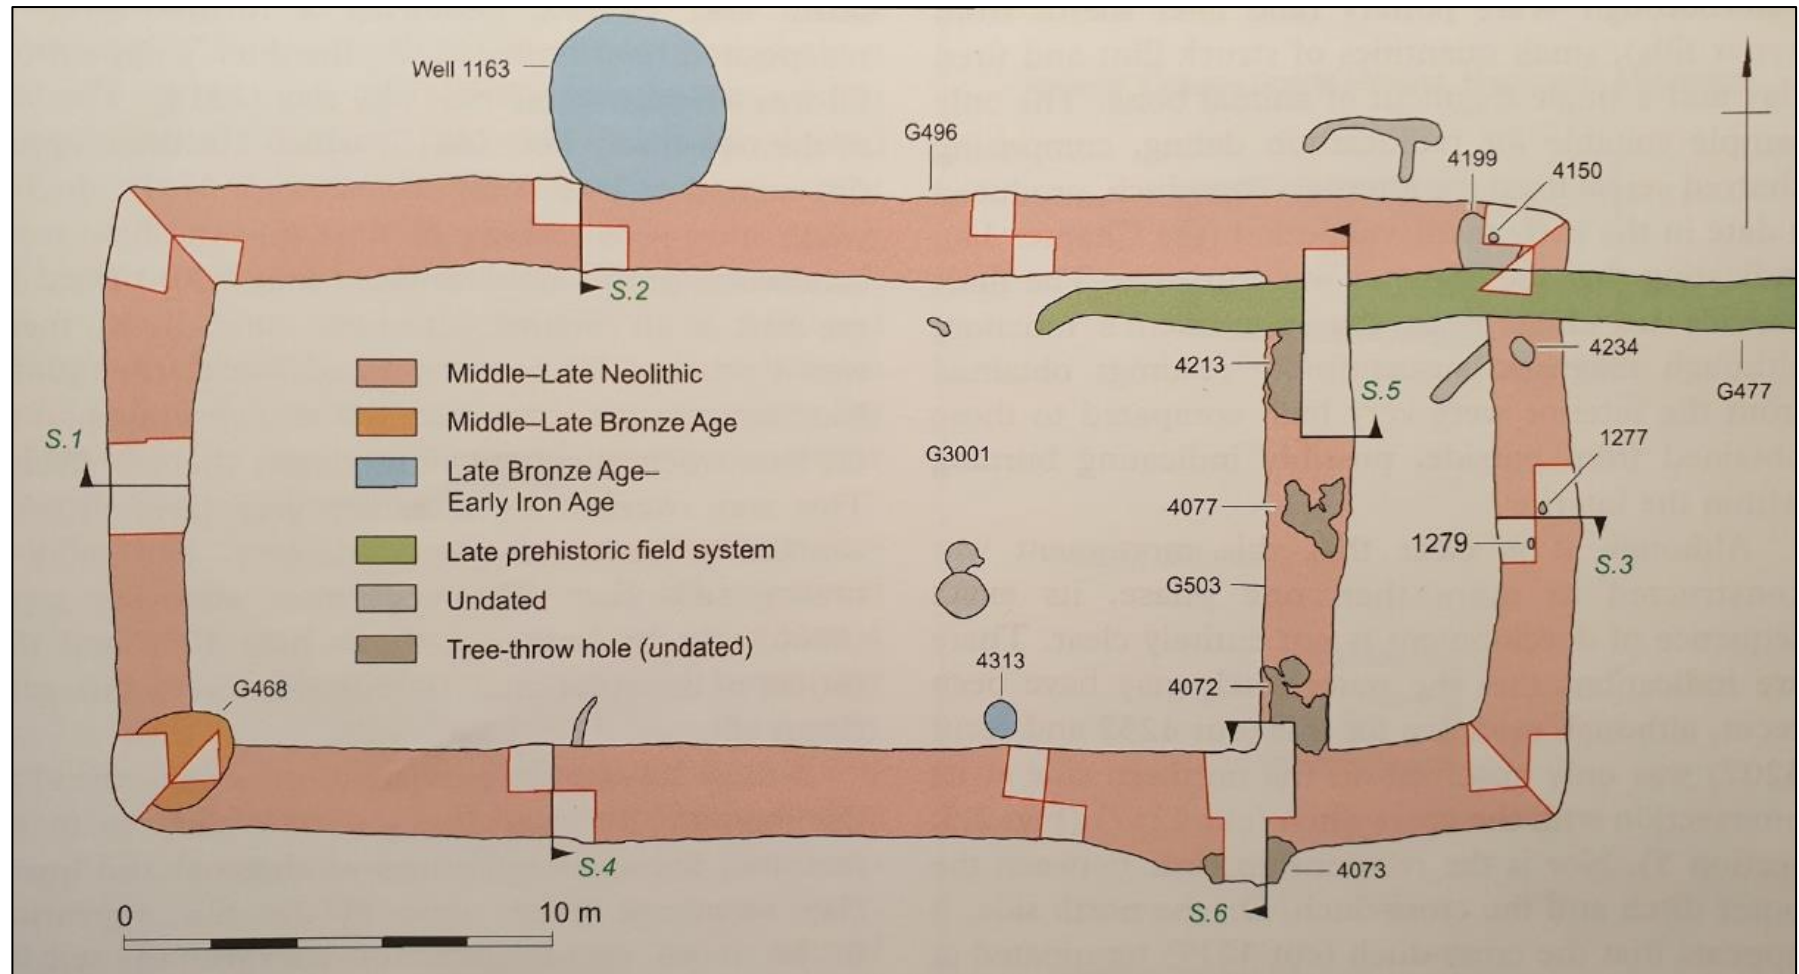 Well 1163
G496
4199
4150
S.2
4213
4234
S.5
G477
Middle–Late Neolithic
Middle–Late Bronze Age
Late Bronze Age–
Early Iron Age
Late prehistoric field system
Undated
Tree-throw hole (undated)
S.1
G3001
1277
4077
1279
S.3
G503
4313
4072
G468
S.4
4073
S.6
0
10 m